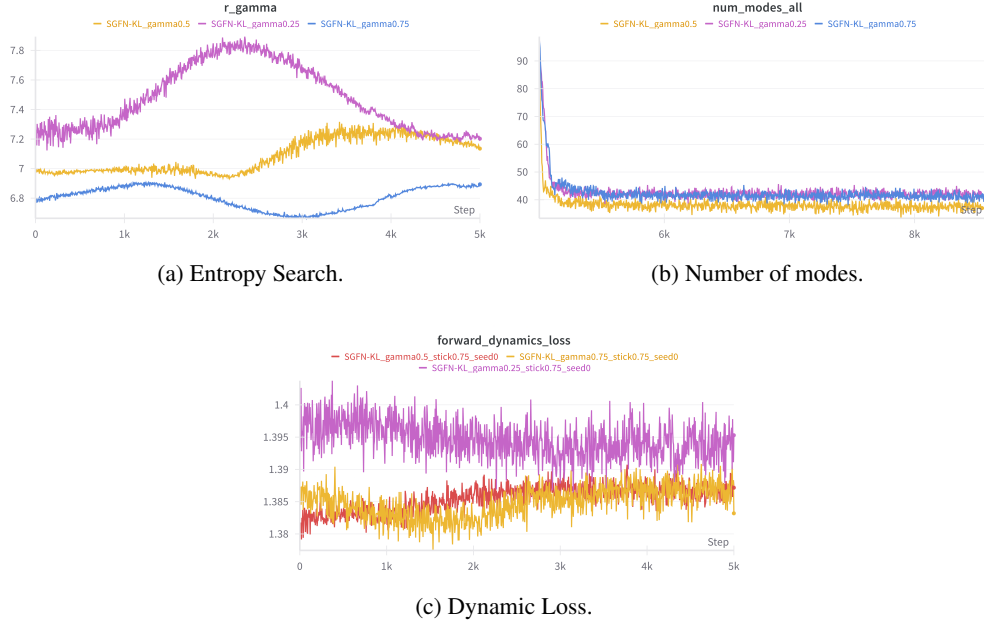 r_gamma
SGFN-KL_gamma0.5 SGFN-KL_gamma0.25 SGFN-KL_gamma0.75
7.8
7.6
7.4
7.2
7
6.8
Step
0 1k 2k 3k 4k 5k
(a) Entropy Search.
num_modes_all
SGFN-KL_gamma0.5 SGFN-KL_gamma0.25 SGFN-KL_gamma0.75
90
80
70
60
50
40
Step
6k 7k 8k
(b) Number of modes.
forward_dynamics_loss
SGFN-KL_gamma0.5_stick0.75_seed0 SGFN-KL_gamma0.75_stick0.75_seed0
SGFN-KL_gamma0.25_stick0.75_seed0
1.4
1.395
1.39
1.385
1.38
Step
0 1k 2k 3k 4k 5k
(c) Dynamic Loss.